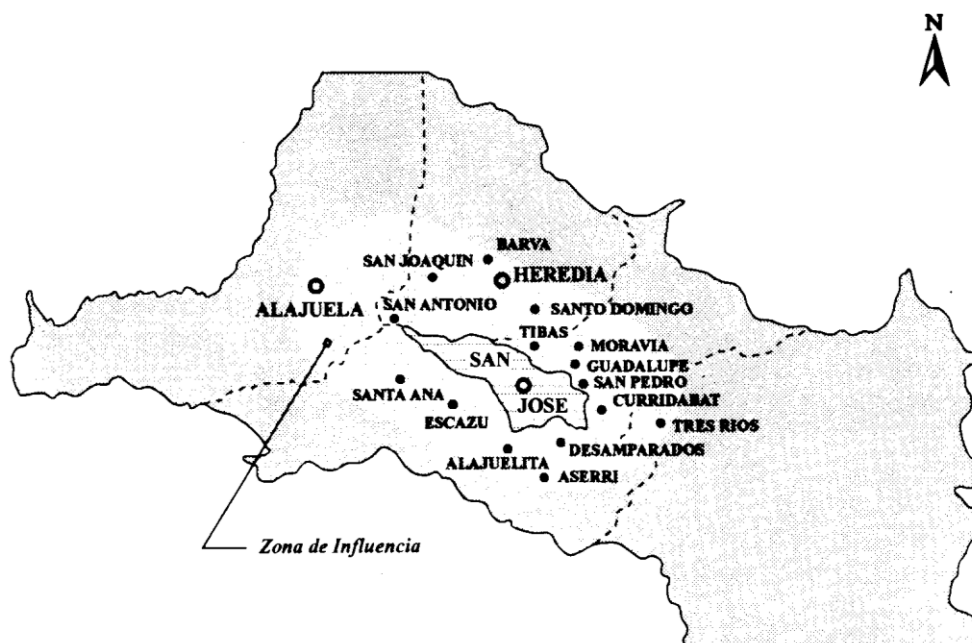 N
BARVA
SAN JOAQUIN
HEREDIA
ALAJUELA
SAN ANTONIO
SANTO DOMINGO
TIBAS
MORAVIA
SAN
GUADALUPE
SAN PEDRO
SANTA ANA
JOSE
CURRIDABAT
ESCAZU
TRES RIOS
DESAMPARADOS
ALAJUELITA
ASERRI
Zona de Influencia